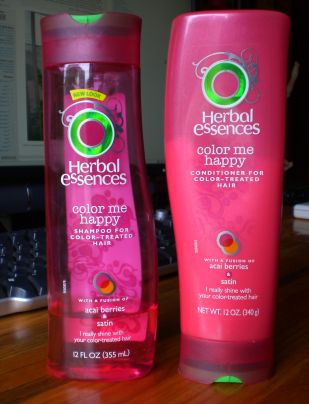 NEW LOOK
Herbal
essences
color me
happy
SHAMPOO FOR
COLOR-TREATED
HAIR
WITH A FUSION OF
acai berries
&
satin
I really shine with
your color-treated hair
12 FL OZ (355 mL)
Herbal
essences
color me
happy
CONDITIONER FOR
COLOR-TREATED
HAIR
WITH A FUSION OF
acai berries
&
satin
I really shine with
your color-treated hair
NET WT. 12 OZ. (340 g)